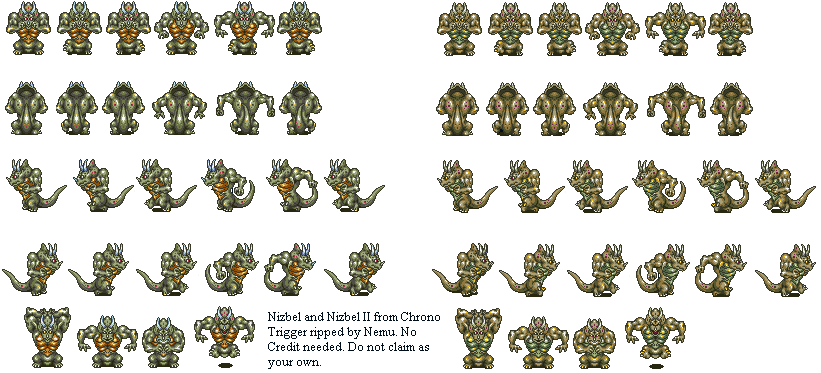 Nizbel and Nizbel II from Chrono
Trigger ripped by Nemu. No
Credit needed. Do not claim as
your own.